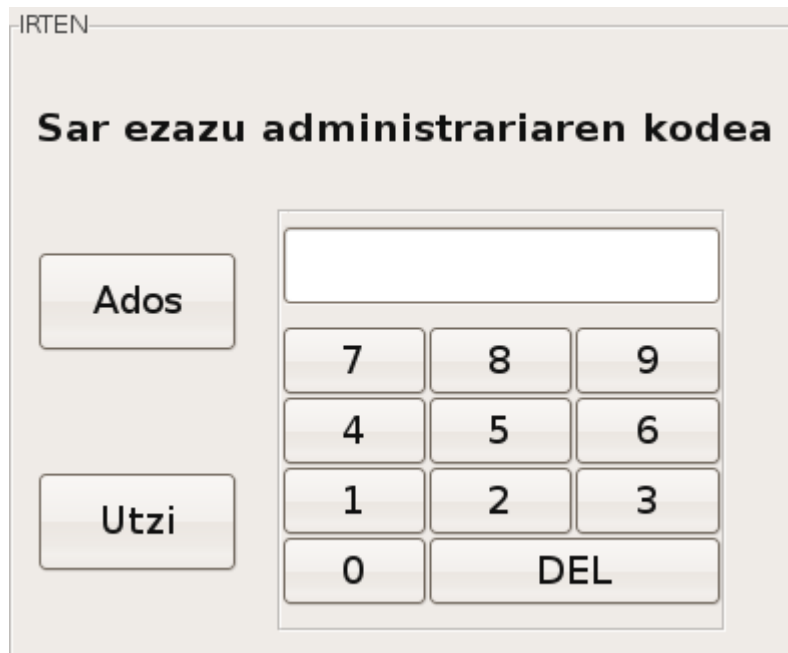 IRTEN
Sar ezazu administrariaren kodea
Ados
7 8 9
4 5 6
1 2 3
Utzi
0 DEL